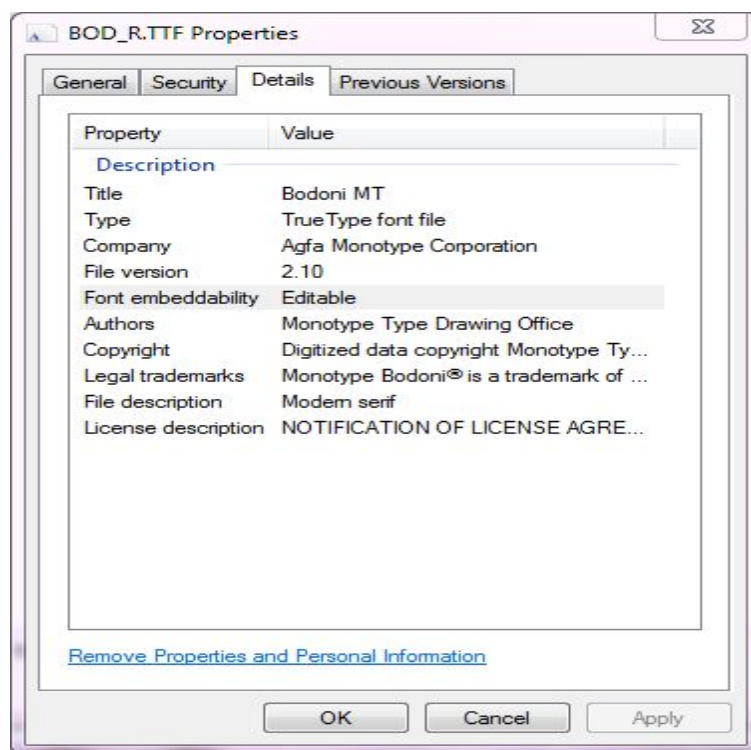 BOD_R.TTF Properties
General Security Details Previous Versions
Property Value
Description
Title Bodoni MT
Type TrueType font file
Company Agfa Monotype Corporation
File version 2.10
Font embeddability Editable
Authors Monotype Type Drawing Office
Copyright Digitized data copyright Monotype Ty...
Legal trademarks Monotype Bodoni® is a trademark of ...
File description Modern serif
License description NOTIFICATION OF LICENSE AGRE...
Remove Properties and Personal Information
OK Cancel Apply